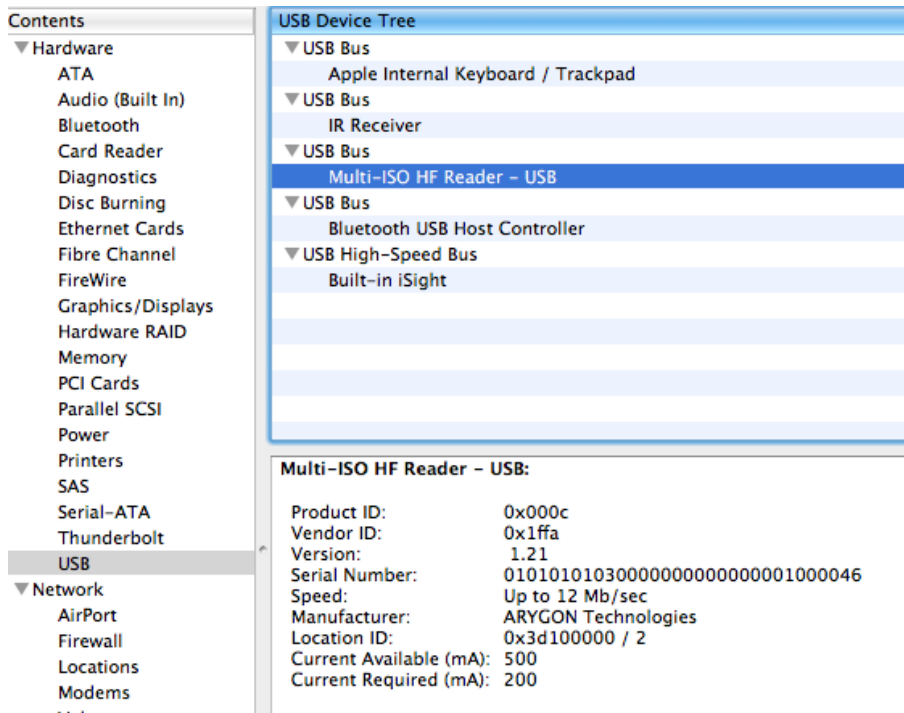 Contents
Hardware
ATA
Audio (Built In)
Bluetooth
Card Reader
Diagnostics
Disc Burning
Ethernet Cards
Fibre Channel
FireWire
Graphics/Displays
Hardware RAID
Memory
PCI Cards
Parallel SCSI
Power
Printers
SAS
Serial-ATA
Thunderbolt
USB
Network
AirPort
Firewall
Locations
Modems
USB Device Tree
USB Bus
Apple Internal Keyboard / Trackpad
USB Bus
IR Receiver
USB Bus
Multi-ISO HF Reader – USB
USB Bus
Bluetooth USB Host Controller
USB High-Speed Bus
Built-in iSight
Multi-ISO HF Reader – USB:
Product ID: 0x000c
Vendor ID: 0x1ffa
Version: 1.21
Serial Number: 01010101030000000000000001000046
Speed: Up to 12 Mb/sec
Manufacturer: ARYGON Technologies
Location ID: 0x3d100000 / 2
Current Available (mA): 500
Current Required (mA): 200